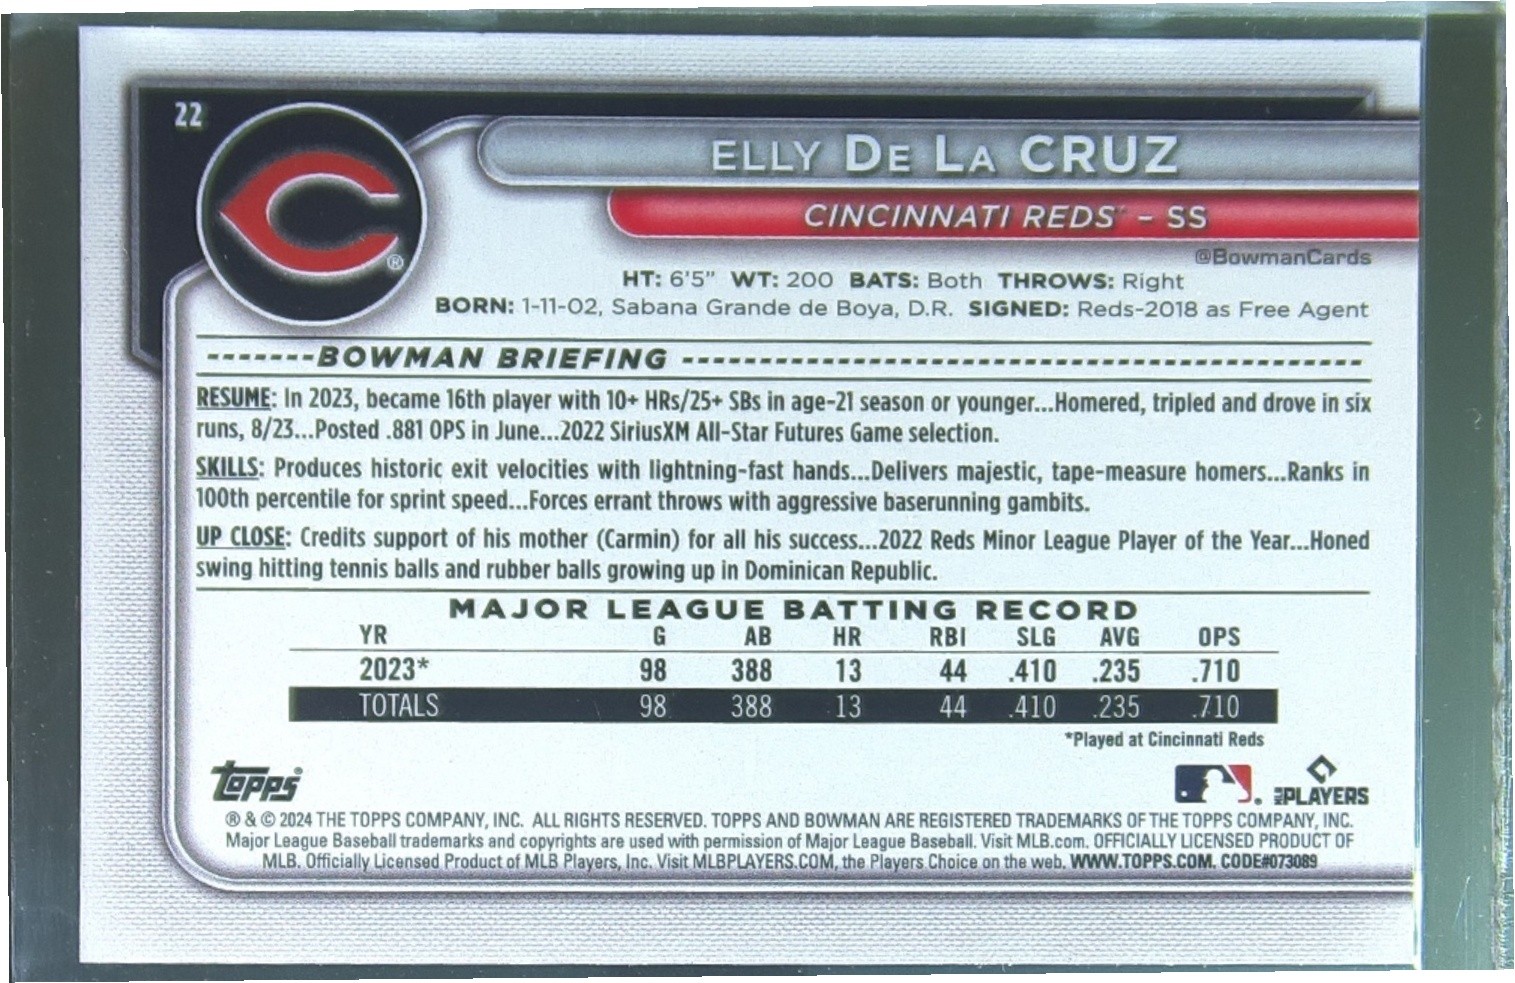 22
ELLY DE LA CRUZ
CINCINNATI REDS - SS
@BowmanCards
HT: 6'5" WT: 200 BATS: Both THROWS: Right
BORN: 1-11-02, Sabana Grande de Boya, D.R. SIGNED: Reds-2018 as Free Agent
BOWMAN BRIEFING
RESUME: In 2023, became 16th player with 10+ HRs/25+ SBs in age-21 season or younger...Homered, tripled and drove in six
runs, 8/23...Posted .881 OPS in June...2022 SiriusXM All-Star Futures Game selection.
SKILLS: Produces historic exit velocities with lightning-fast hands...Delivers majestic, tape-measure homers...Ranks in
100th percentile for sprint speed...Forces errant throws with aggressive baserunning gambits.
UP CLOSE: Credits support of his mother (Carmin) for all his success...2022 Reds Minor League Player of the Year...Honed
swing hitting tennis balls and rubber balls growing up in Dominican Republic.
MAJOR LEAGUE BATTING RECORD
YR G AB HR RBI SLG AVG OPS
2023* 98 388 13 44 .410 .235 .710
TOTALS 98 388 13 44 .410 .235 .710
*Played at Cincinnati Reds
Topps®
MLB PLAYERS
® & © 2024 THE TOPPS COMPANY, INC. ALL RIGHTS RESERVED. TOPPS AND BOWMAN ARE REGISTERED TRADEMARKS OF THE TOPPS COMPANY, INC.
Major League Baseball trademarks and copyrights are used with permission of Major League Baseball. Visit MLB.com. OFFICIALLY LICENSED PRODUCT OF
MLB. Officially Licensed Product of MLB Players, Inc. Visit MLBPLAYERS.COM, the Players Choice on the web. WWW.TOPPS.COM. CODE#073089